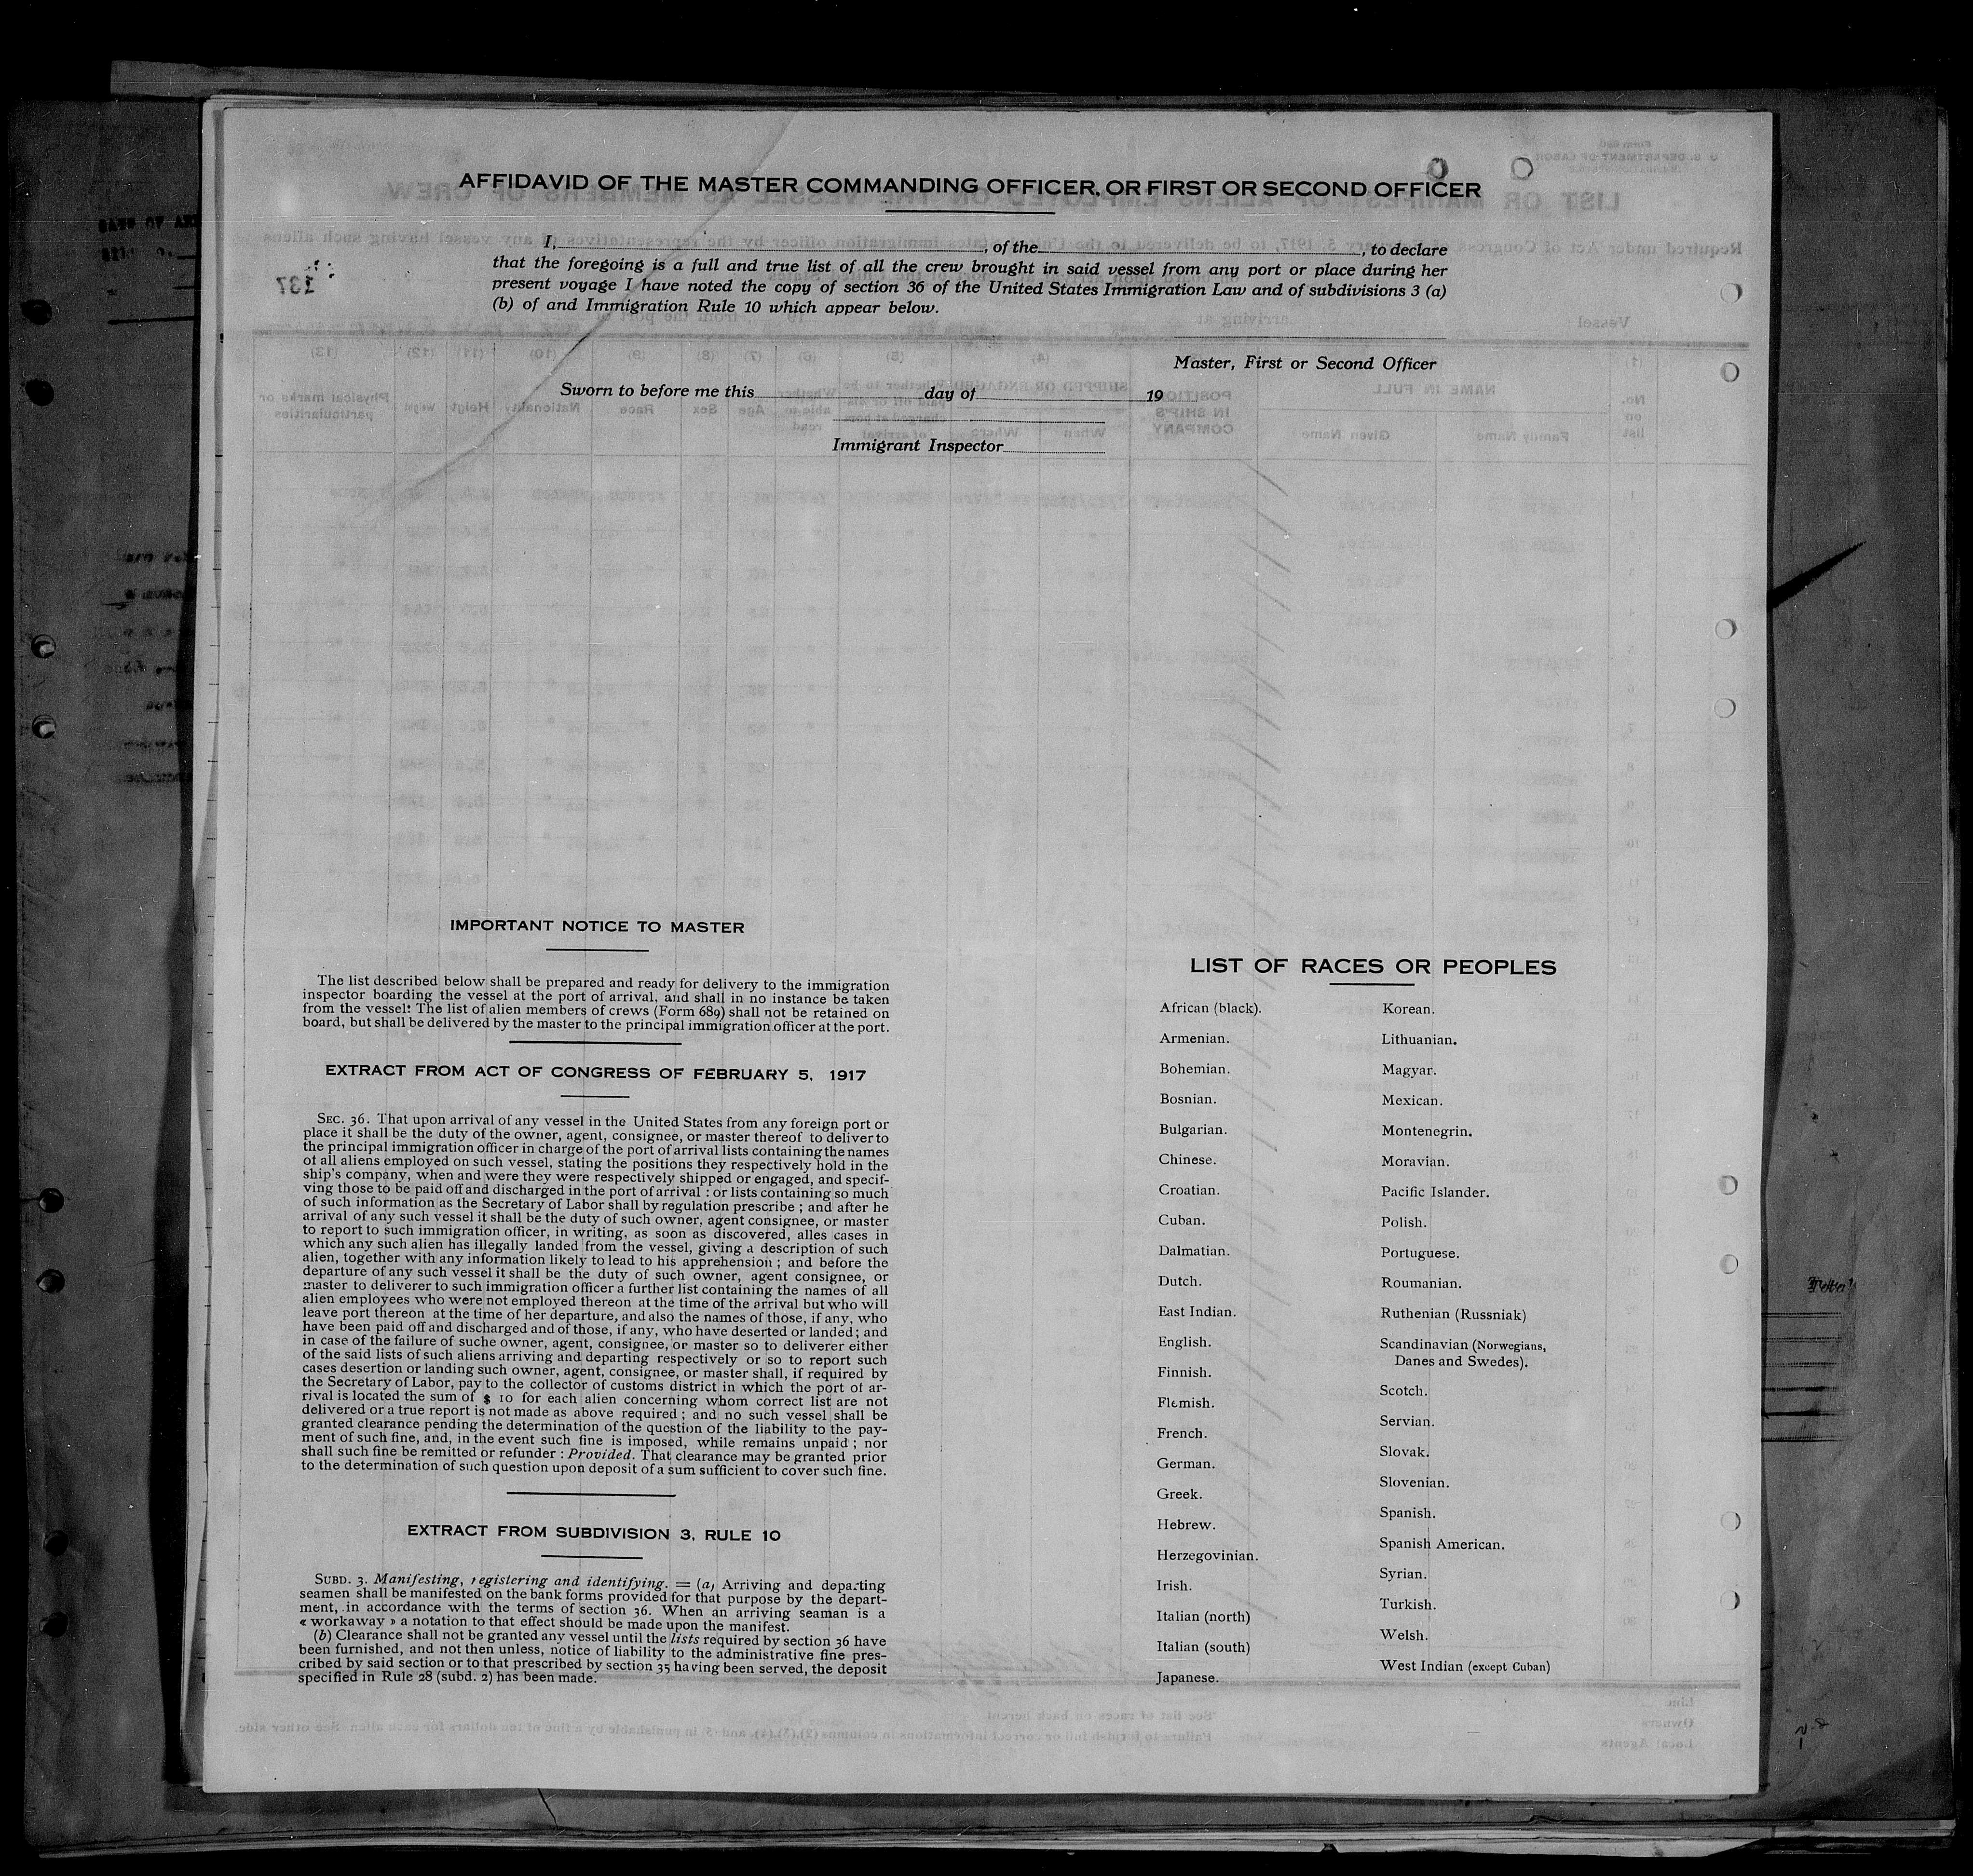 AFFIDAVID OF THE MASTER COMMANDING OFFICER, OR FIRST OR SECOND OFFICER
I, , of the , to declare
that the foregoing is a full and true list of all the crew brought in said vessel from any port or place during her
present voyage I have noted the copy of section 36 of the United States Immigration Law and of subdivisions 3 (a)
(b) of and Immigration Rule 10 which appear below.
Master, First or Second Officer
Sworn to before me this day of 19
Immigrant Inspector
137
IMPORTANT NOTICE TO MASTER
The list described below shall be prepared and ready for delivery to the immigration
inspector boarding the vessel at the port of arrival, and shall in no instance be taken
from the vessel: The list of alien members of crews (Form 689) shall not be retained on
board, but shall be delivered by the master to the principal immigration officer at the port.
EXTRACT FROM ACT OF CONGRESS OF FEBRUARY 5, 1917
SEC. 36. That upon arrival of any vessel in the United States from any foreign port or
place it shall be the duty of the owner, agent, consignee, or master thereof to deliver to
the principal immigration officer in charge of the port of arrival lists containing the names
of all aliens employed on such vessel, stating the positions they respectively hold in the
ship's company, when and were they were respectively shipped or engaged, and specif-
ving those to be paid off and discharged in the port of arrival : or lists containing so much
of such information as the Secretary of Labor shall by regulation prescribe ; and after he
arrival of any such vessel it shall be the duty of such owner, agent consignee, or master
to report to such immigration officer, in writing, as soon as discovered, alles cases in
which any such alien has illegally landed from the vessel, giving a description of such
alien, together with any information likely to lead to his apprehension ; and before the
departure of any such vessel it shall be the duty of such owner, agent consignee, or
master to deliverer to such immigration officer a further list containing the names of all
alien employees who were not employed thereon at the time of the arrival but who will
leave port thereon at the time of her departure, and also the names of those, if any, who
have been paid off and discharged and of those, if any, who have deserted or landed ; and
in case of the failure of suche owner, agent, consignee, or master so to deliverer either
of the said lists of such aliens arriving and departing respectively or so to report such
cases desertion or landing such owner, agent, consignee, or master shall, if required by
the Secretary of Labor, pay to the collector of customs district in which the port of ar-
rival is located the sum of $ 10 for each alien concerning whom correct list are not
delivered or a true report is not made as above required ; and no such vessel shall be
granted clearance pending the determination of the question of the liability to the pay-
ment of such fine, and, in the event such fine is imposed, while remains unpaid ; nor
shall such fine be remitted or refunder : Provided. That clearance may be granted prior
to the determination of such question upon deposit of a sum sufficient to cover such fine.
EXTRACT FROM SUBDIVISION 3, RULE 10
SUBD. 3. Manifesting, registering and identifying. = (a) Arriving and departing
seamen shall be manifested on the bank forms provided for that purpose by the depart-
ment, in accordance with the terms of section 36. When an arriving seaman is a
« workaway » a notation to that effect should be made upon the manifest.
(b) Clearance shall not be granted any vessel until the lists required by section 36 have
been furnished, and not then unless, notice of liability to the administrative fine pres-
cribed by said section or to that prescribed by section 35 having been served, the deposit
specified in Rule 28 (subd. 2) has been made.
LIST OF RACES OR PEOPLES
African (black).
Armenian.
Bohemian.
Bosnian.
Bulgarian.
Chinese.
Croatian.
Cuban.
Dalmatian.
Dutch.
East Indian.
English.
Finnish.
Flemish.
French.
German.
Greek.
Hebrew.
Herzegovinian.
Irish.
Italian (north)
Italian (south)
Japanese.
Korean.
Lithuanian.
Magyar.
Mexican.
Montenegrin.
Moravian.
Pacific Islander.
Polish.
Portuguese.
Roumanian.
Ruthenian (Russniak)
Scandinavian (Norwegians,
Danes and Swedes).
Scotch.
Servian.
Slovak.
Slovenian.
Spanish.
Spanish American.
Syrian.
Turkish.
Welsh.
West Indian (except Cuban)